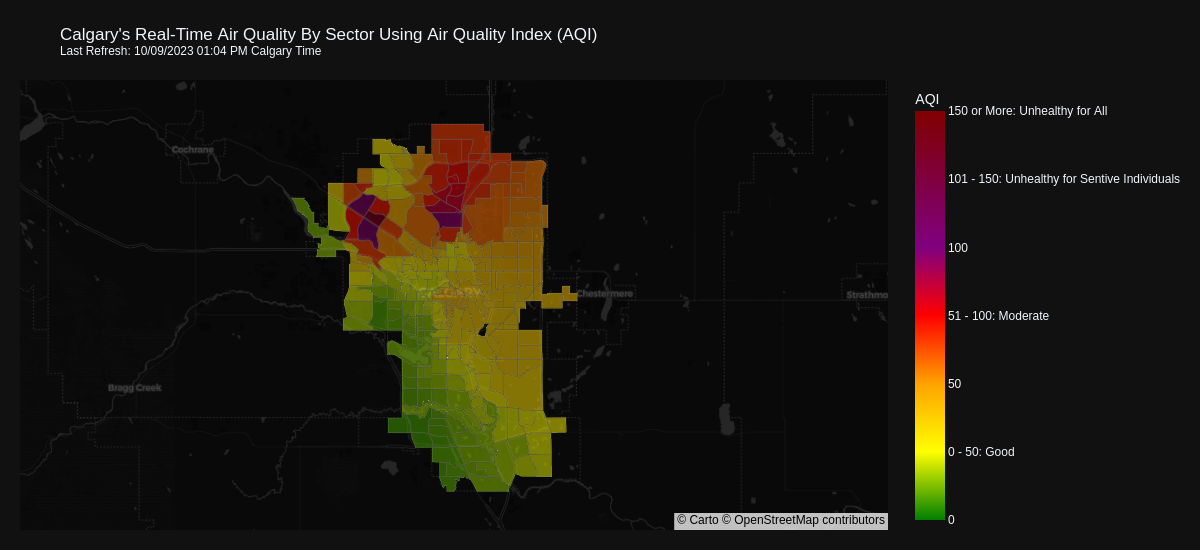 Calgary's Real-Time Air Quality By Sector Using Air Quality Index (AQI)
Last Refresh: 10/09/2023 01:04 PM Calgary Time
AQI
150 or More: Unhealthy for All
101 - 150: Unhealthy for Sentive Individuals
100
51 - 100: Moderate
50
0 - 50: Good
0
Cochrane
Chestermere
Strathmo
Bragg Creek
© Carto © OpenStreetMap contributors